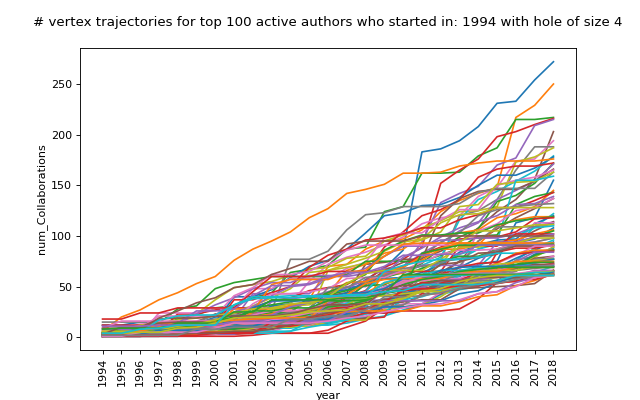 # vertex trajectories for top 100 active authors who started in: 1994 with hole of size 4
num_Collaborations
250
200
150
100
50
0
1994 1995 1996 1997 1998 1999 2000 2001 2002 2003 2004 2005 2006 2007 2008 2009 2010 2011 2012 2013 2014 2015 2016 2017 2018
year